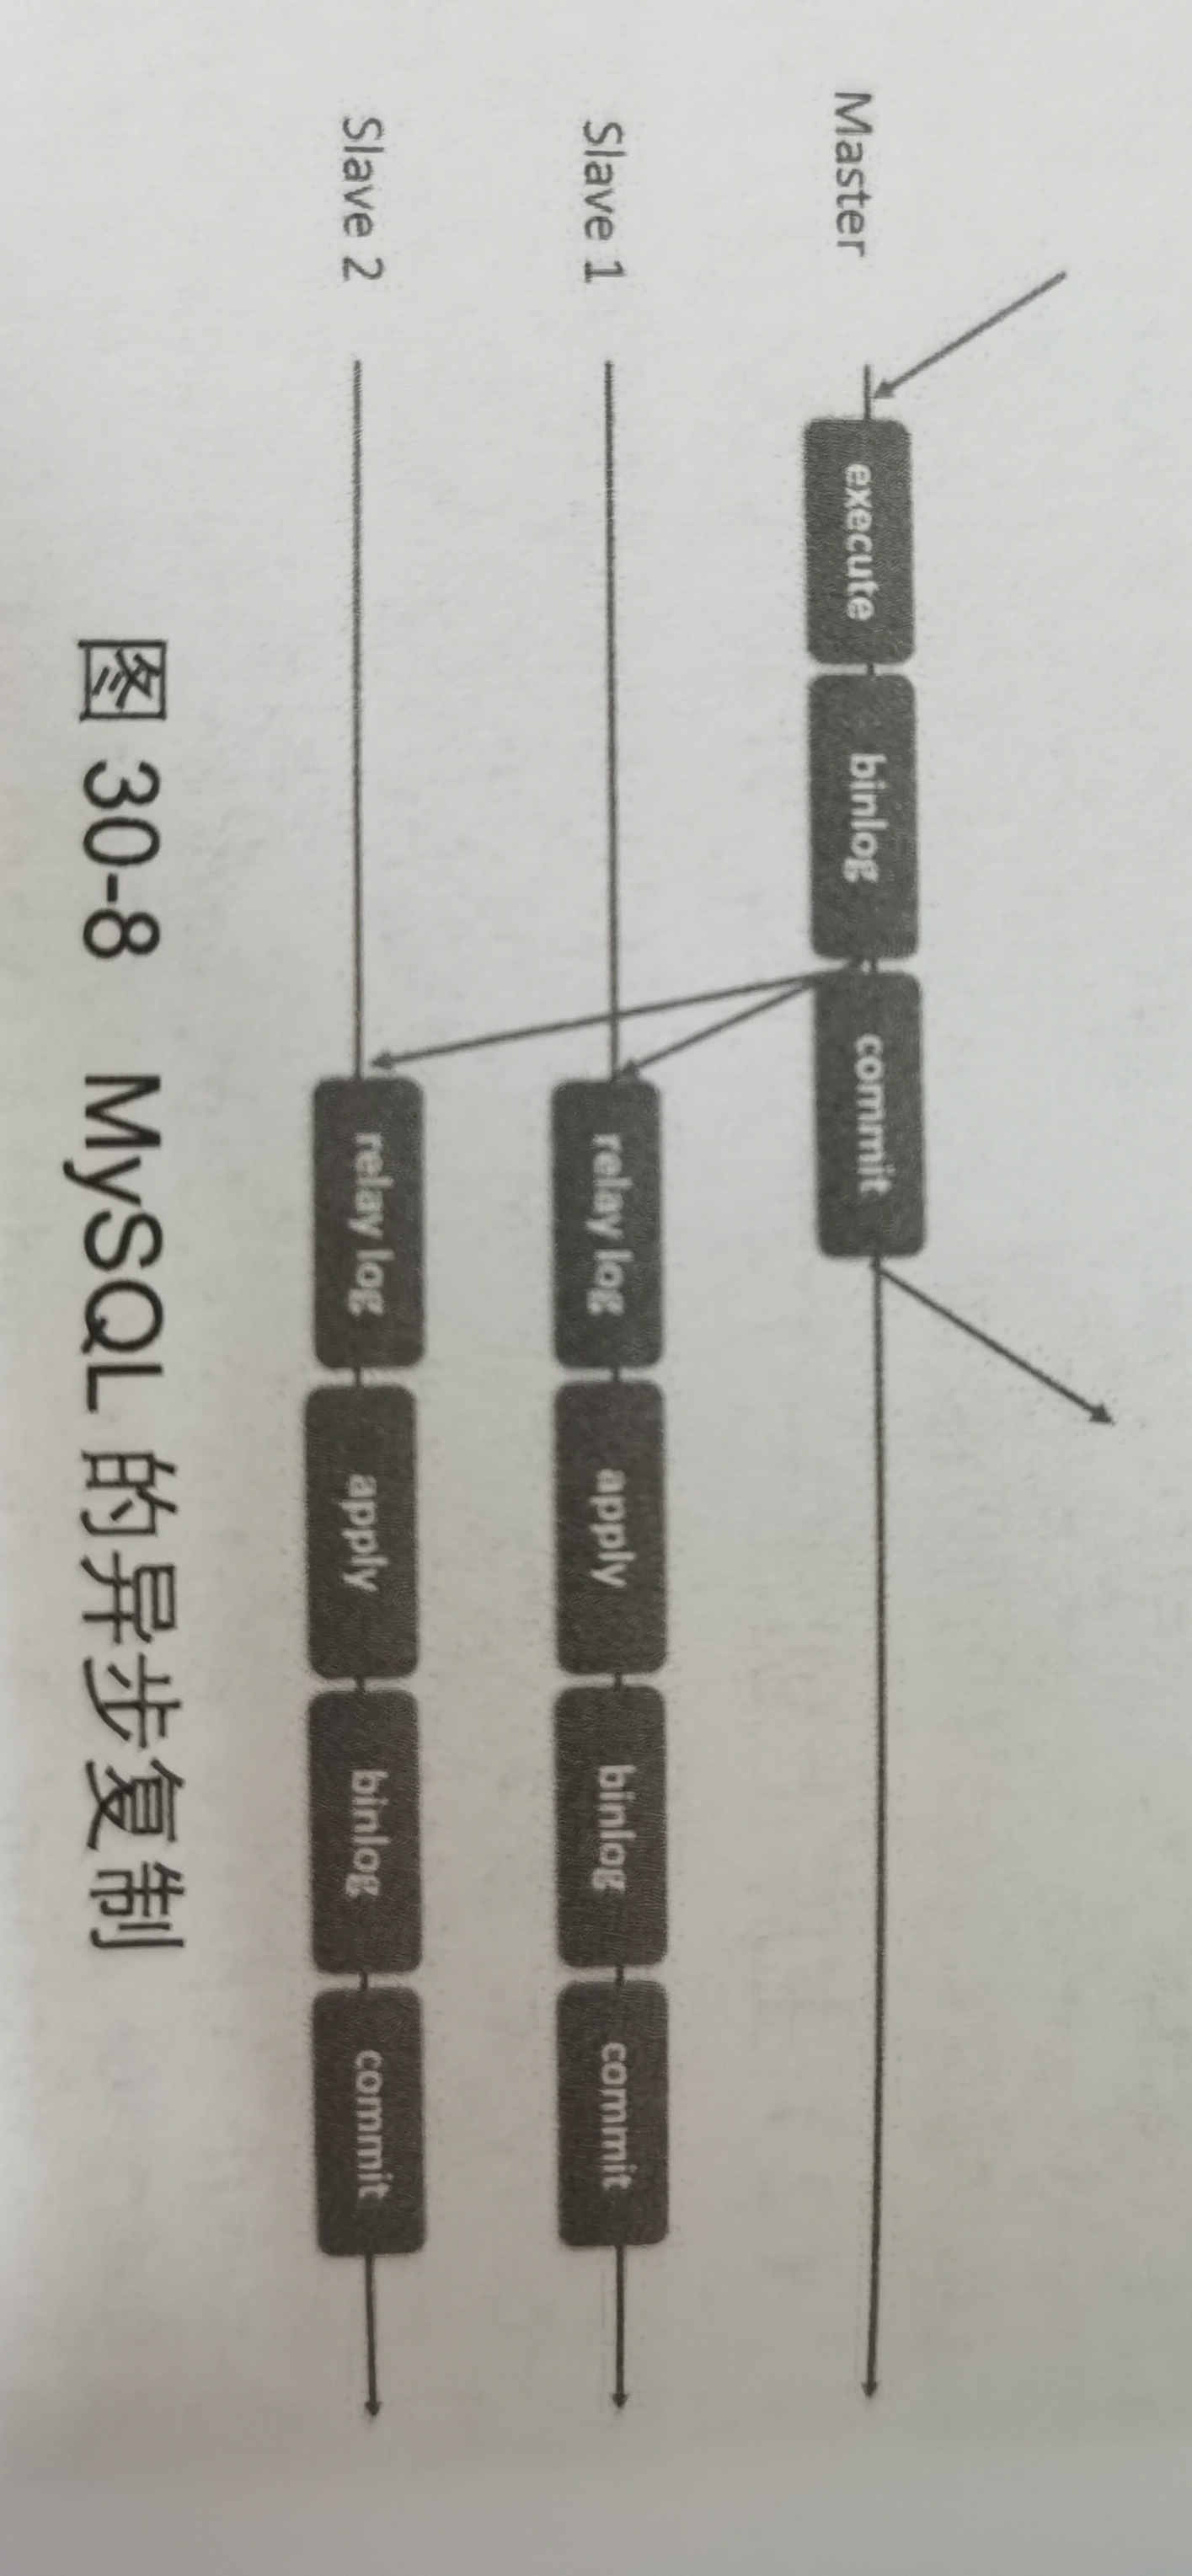 Master execute binlog commit
Slave 1 relay log apply binlog commit
Slave 2 relay log apply binlog commit
图 30-8 MySQL 的异步复制